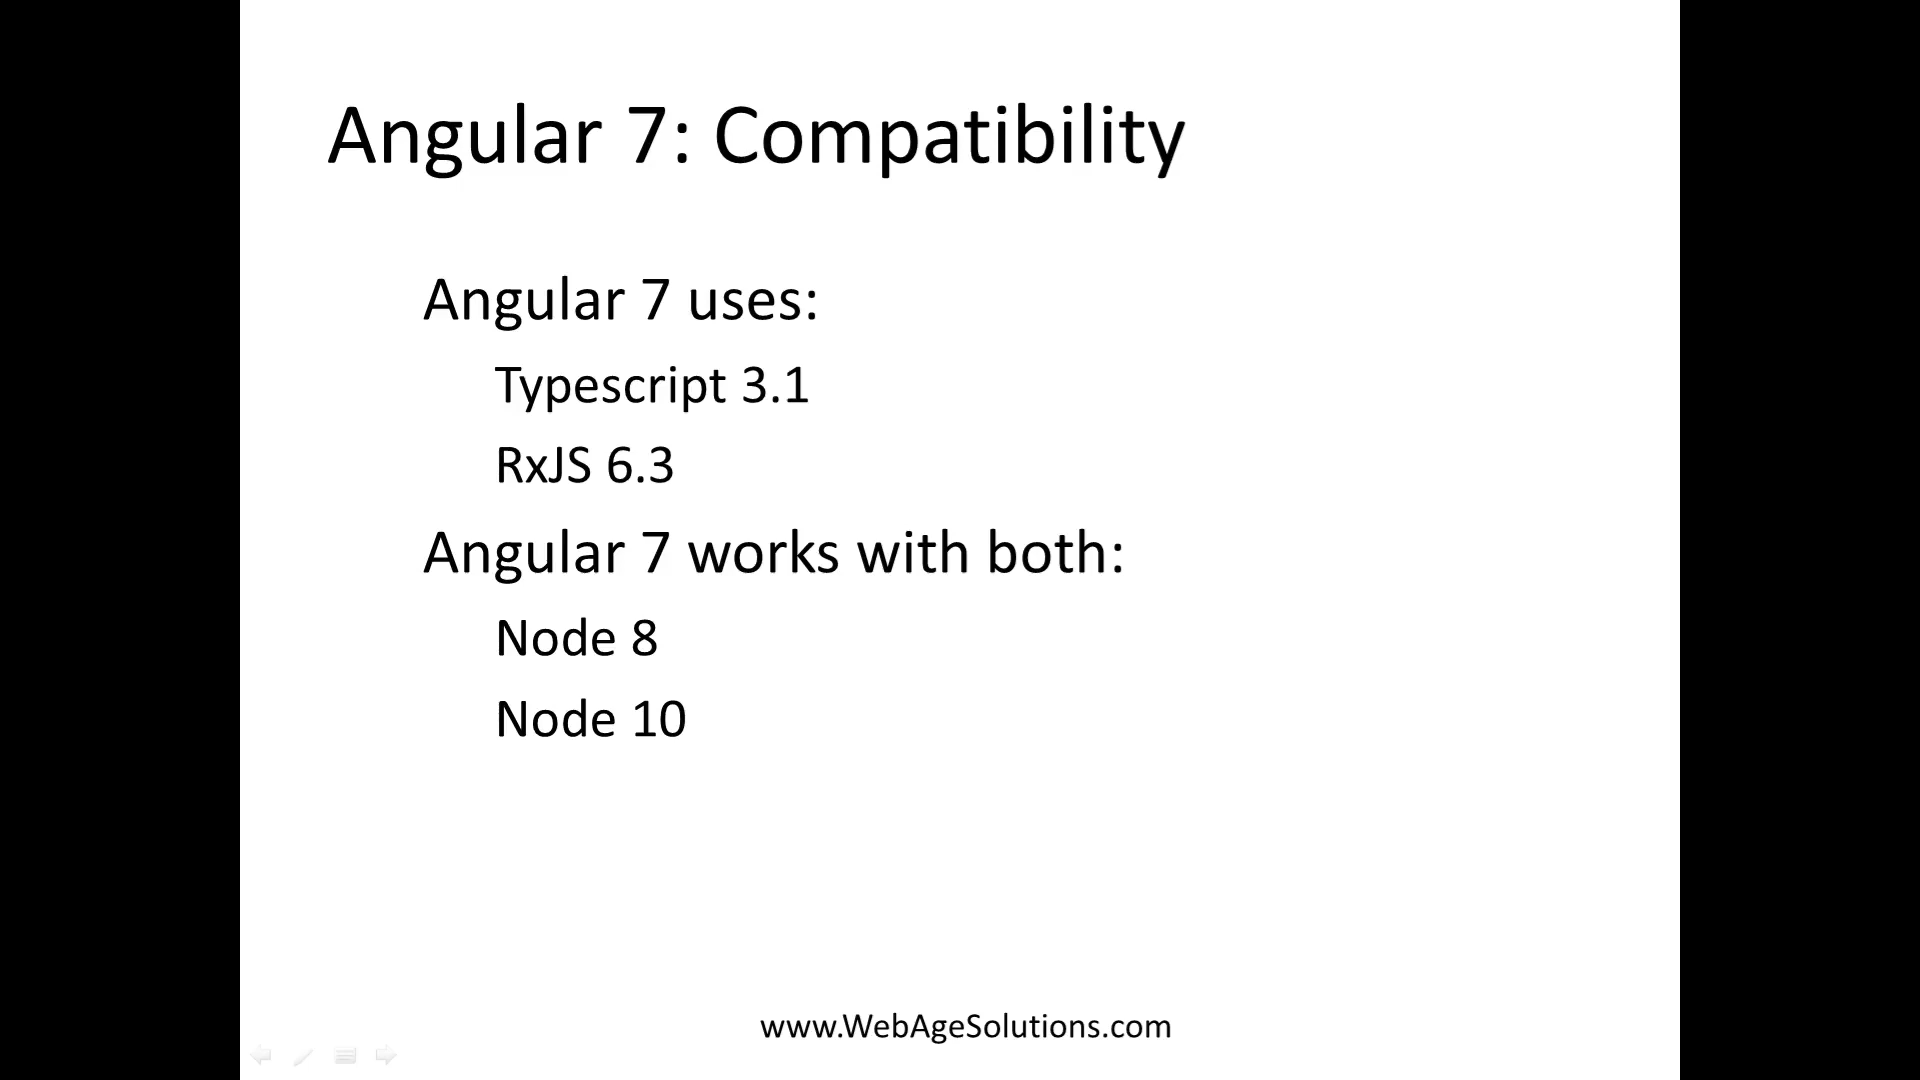 Angular 7: Compatibility
Angular 7 uses:
Typescript 3.1
RxJS 6.3
Angular 7 works with both:
Node 8
Node 10
www.WebAgeSolutions.com